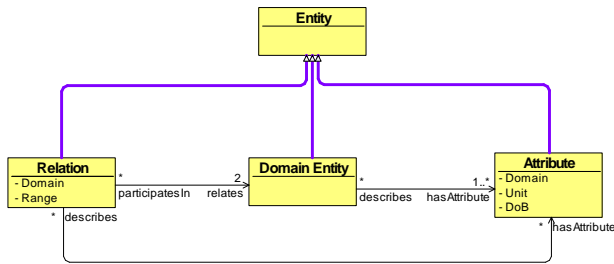 Entity
Relation
- Domain
- Range
* 2
participatesIn relates
Domain Entity
* 1..*
describes hasAttribute
Attribute
- Domain
- Unit
- DoB
* describes
* hasAttribute